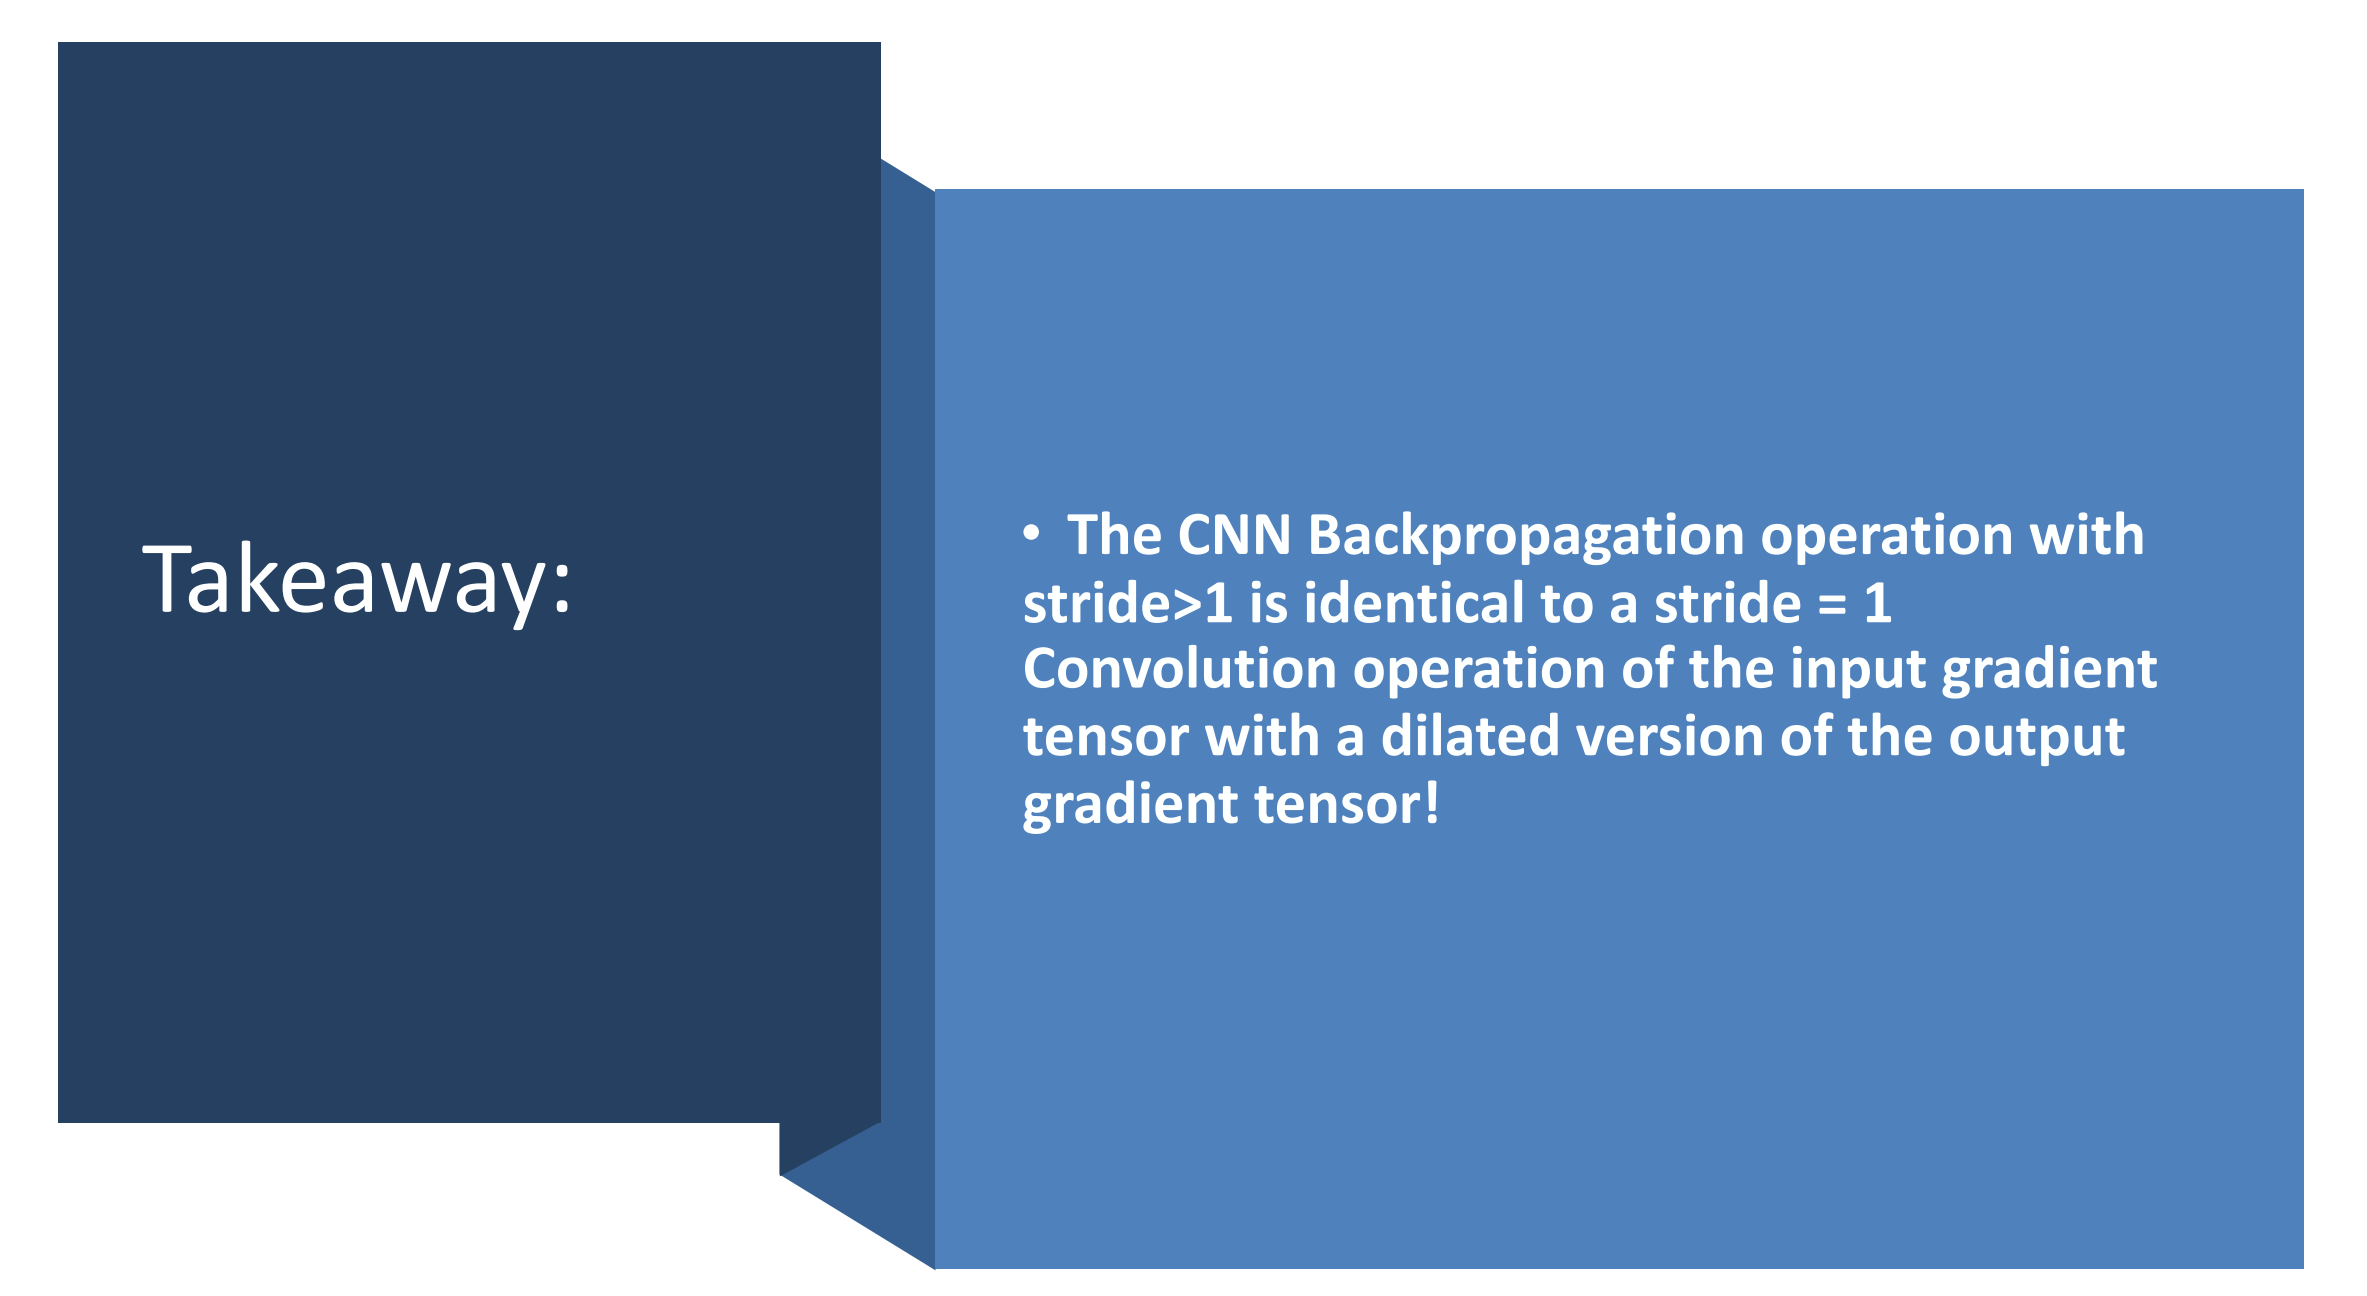 Takeaway:
• The CNN Backpropagation operation with
stride>1 is identical to a stride = 1
Convolution operation of the input gradient
tensor with a dilated version of the output
gradient tensor!